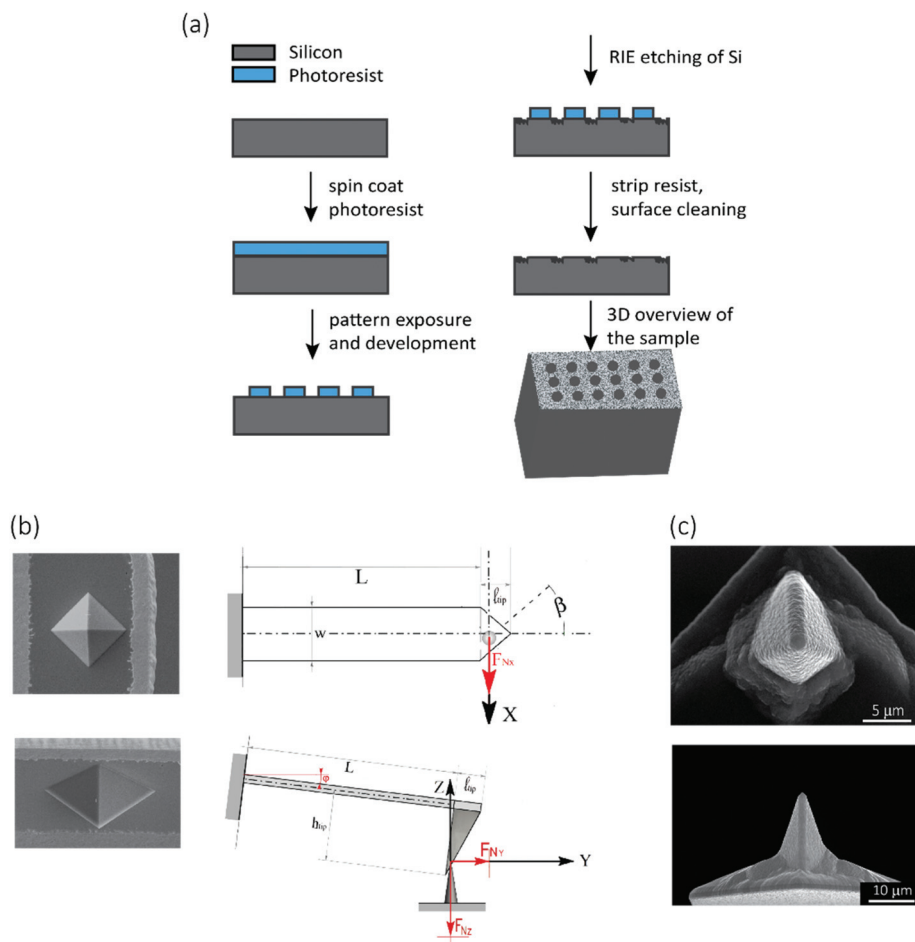 (a)
Silicon
Photoresist
spin coat
photoresist
pattern exposure
and development
RIE etching of Si
strip resist,
surface cleaning
3D overview of
the sample
(b)
L
ℓtip
β
w
FNX
X
L
ℓtip
φ
Z
htip
FNY
Y
FNZ
(c)
5 μm
10 μm